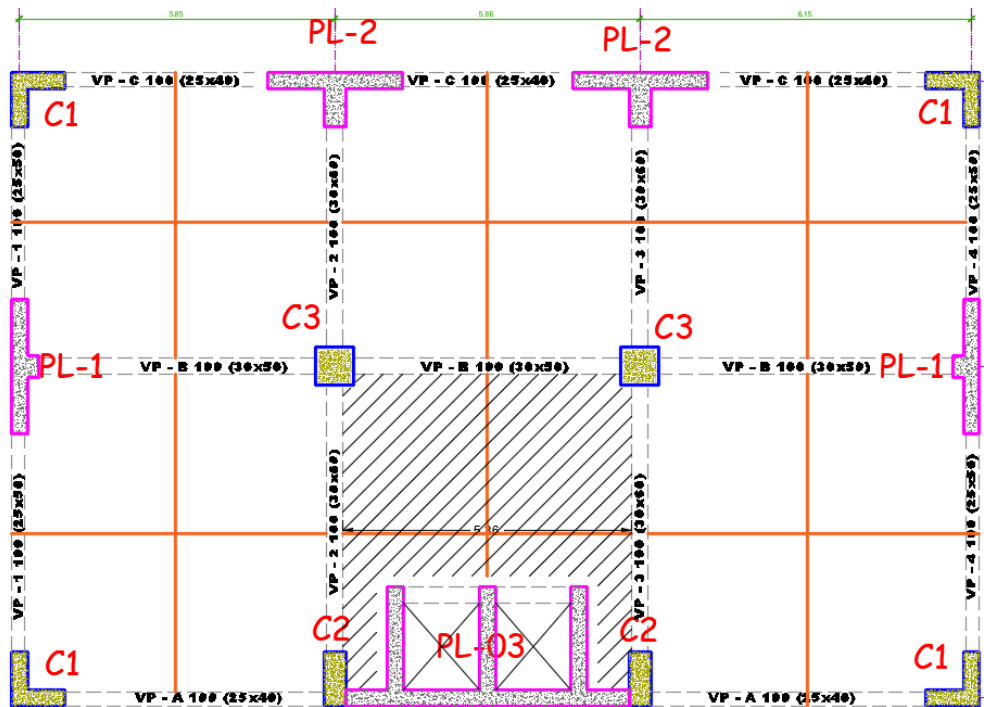 5.85 5.66 6.15
PL-2 PL-2
VP - C 100 (25x40) VP - C 100 (25x40) VP - C 100 (25x40)
C1 C1
VP - 1 100 (25x50) VP - 2 100 (30x60) VP - 3 100 (30x60) VP - 4 100 (25x50)
C3 C3
PL-1 VP - B 100 (30x50) VP - B 100 (30x50) VP - B 100 (30x50) PL-1
VP - 1 100 (25x50) VP - 2 100 (30x60) VP - 3 100 (30x60) VP - 4 100 (25x50)
5.36
C2 C2
C1 PL-03 C1
VP - A 100 (25x40) VP - A 100 (25x40)